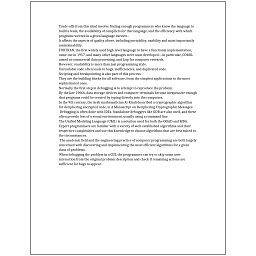 Trade-offs from this ideal involve finding enough programmers who know the language to
build a team, the availability of compilers for that language, and the efficiency with which
programs written in a given language execute.
It affects the aspects of quality above, including portability, usability and most importantly
maintainability.
FORTRAN, the first widely used high-level language to have a functional implementation,
came out in 1957, and many other languages were soon developed—in particular, COBOL
aimed at commercial data processing, and Lisp for computer research.
However, readability is more than just programming style.
Unreadable code often leads to bugs, inefficiencies, and duplicated code.
Scripting and breakpointing is also part of this process.
They are the building blocks for all software, from the simplest applications to the most
sophisticated ones.
Normally the first step in debugging is to attempt to reproduce the problem.
By the late 1960s, data storage devices and computer terminals became inexpensive enough
that programs could be created by typing directly into the computers.
In the 9th century, the Arab mathematician Al-Kindi described a cryptographic algorithm
for deciphering encrypted code, in A Manuscript on Deciphering Cryptographic Messages.
Debugging is often done with IDEs. Standalone debuggers like GDB are also used, and these
often provide less of a visual environment, usually using a command line.
The Unified Modeling Language (UML) is a notation used for both the OOAD and MDA.
Expert programmers are familiar with a variety of well-established algorithms and their
respective complexities and use this knowledge to choose algorithms that are best suited to
the circumstances.
The academic field and the engineering practice of computer programming are both largely
concerned with discovering and implementing the most efficient algorithms for a given
class of problems.
When debugging the problem in a GUI, the programmer can try to skip some user
interaction from the original problem description and check if remaining actions are
sufficient for bugs to appear.